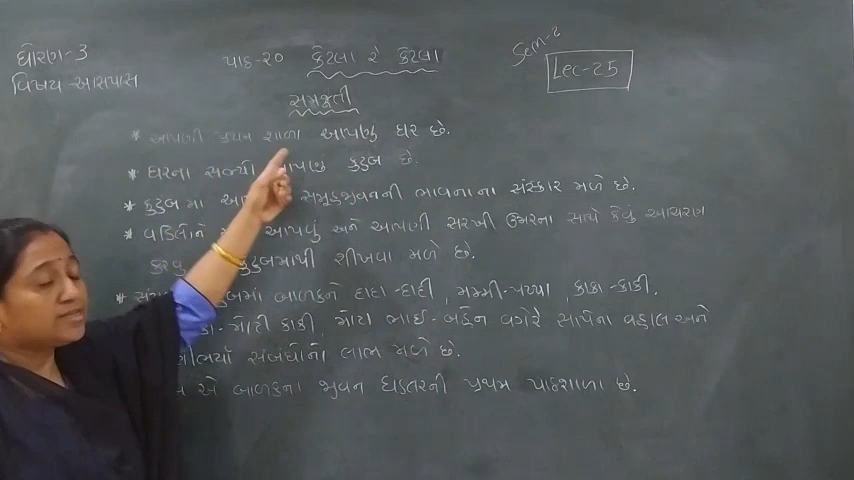 ધોરણ-3
વિષય-આસપાસ
પાઠ-૨૦ કેટલા રે કેટલા
Sem-2
Lec-25
સમજુતી
* આપણી પ્રથમ શાળા આપણુ ઘર છે.
* ઘરના સભ્યો આપણુ કુટુબ છે.
* કુટુબમા સમુહજીવનની ભાવનાના સંસ્કાર મળે છે.
* વડિલોને આપવું અને આપણી સરખી ઉમરના સાથે કેવું આચરણ
કરવુ કુટુબમાથી શીખવા મળે છે.
* બાળકને દાદા-દાદી, મમ્મી-પપ્પા, કાકા-કાકી,
મોટી કાકી, મોટા ભાઈ-બહેન વગેરે સાથેના વહાલ અને
સંબંધોનો લાભ મળે છે.
એ બાળકના જીવન ઘડતરની પ્રથમ પાઠશાળા છે.